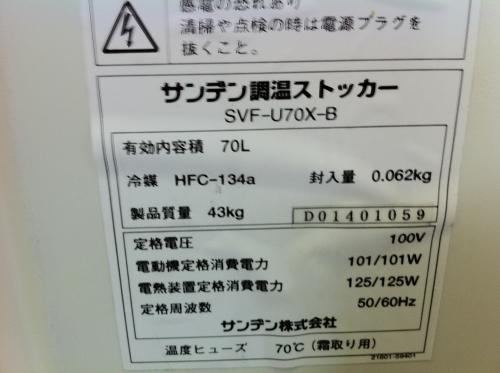 感電の恐れあり
清掃や点検の時は電源プラグを
抜くこと。
サンデン調温ストッカー
SVF-U70X-B
有効内容積 70L
冷媒 HFC-134a 封入量 0.062kg
製品質量 43kg D01401059
定格電圧 100V
電動機定格消費電力 101/101W
電熱装置定格消費電力 125/125W
定格周波数 50/60Hz
サンデン株式会社
温度ヒューズ 70℃(霜取り用)
21601-59401